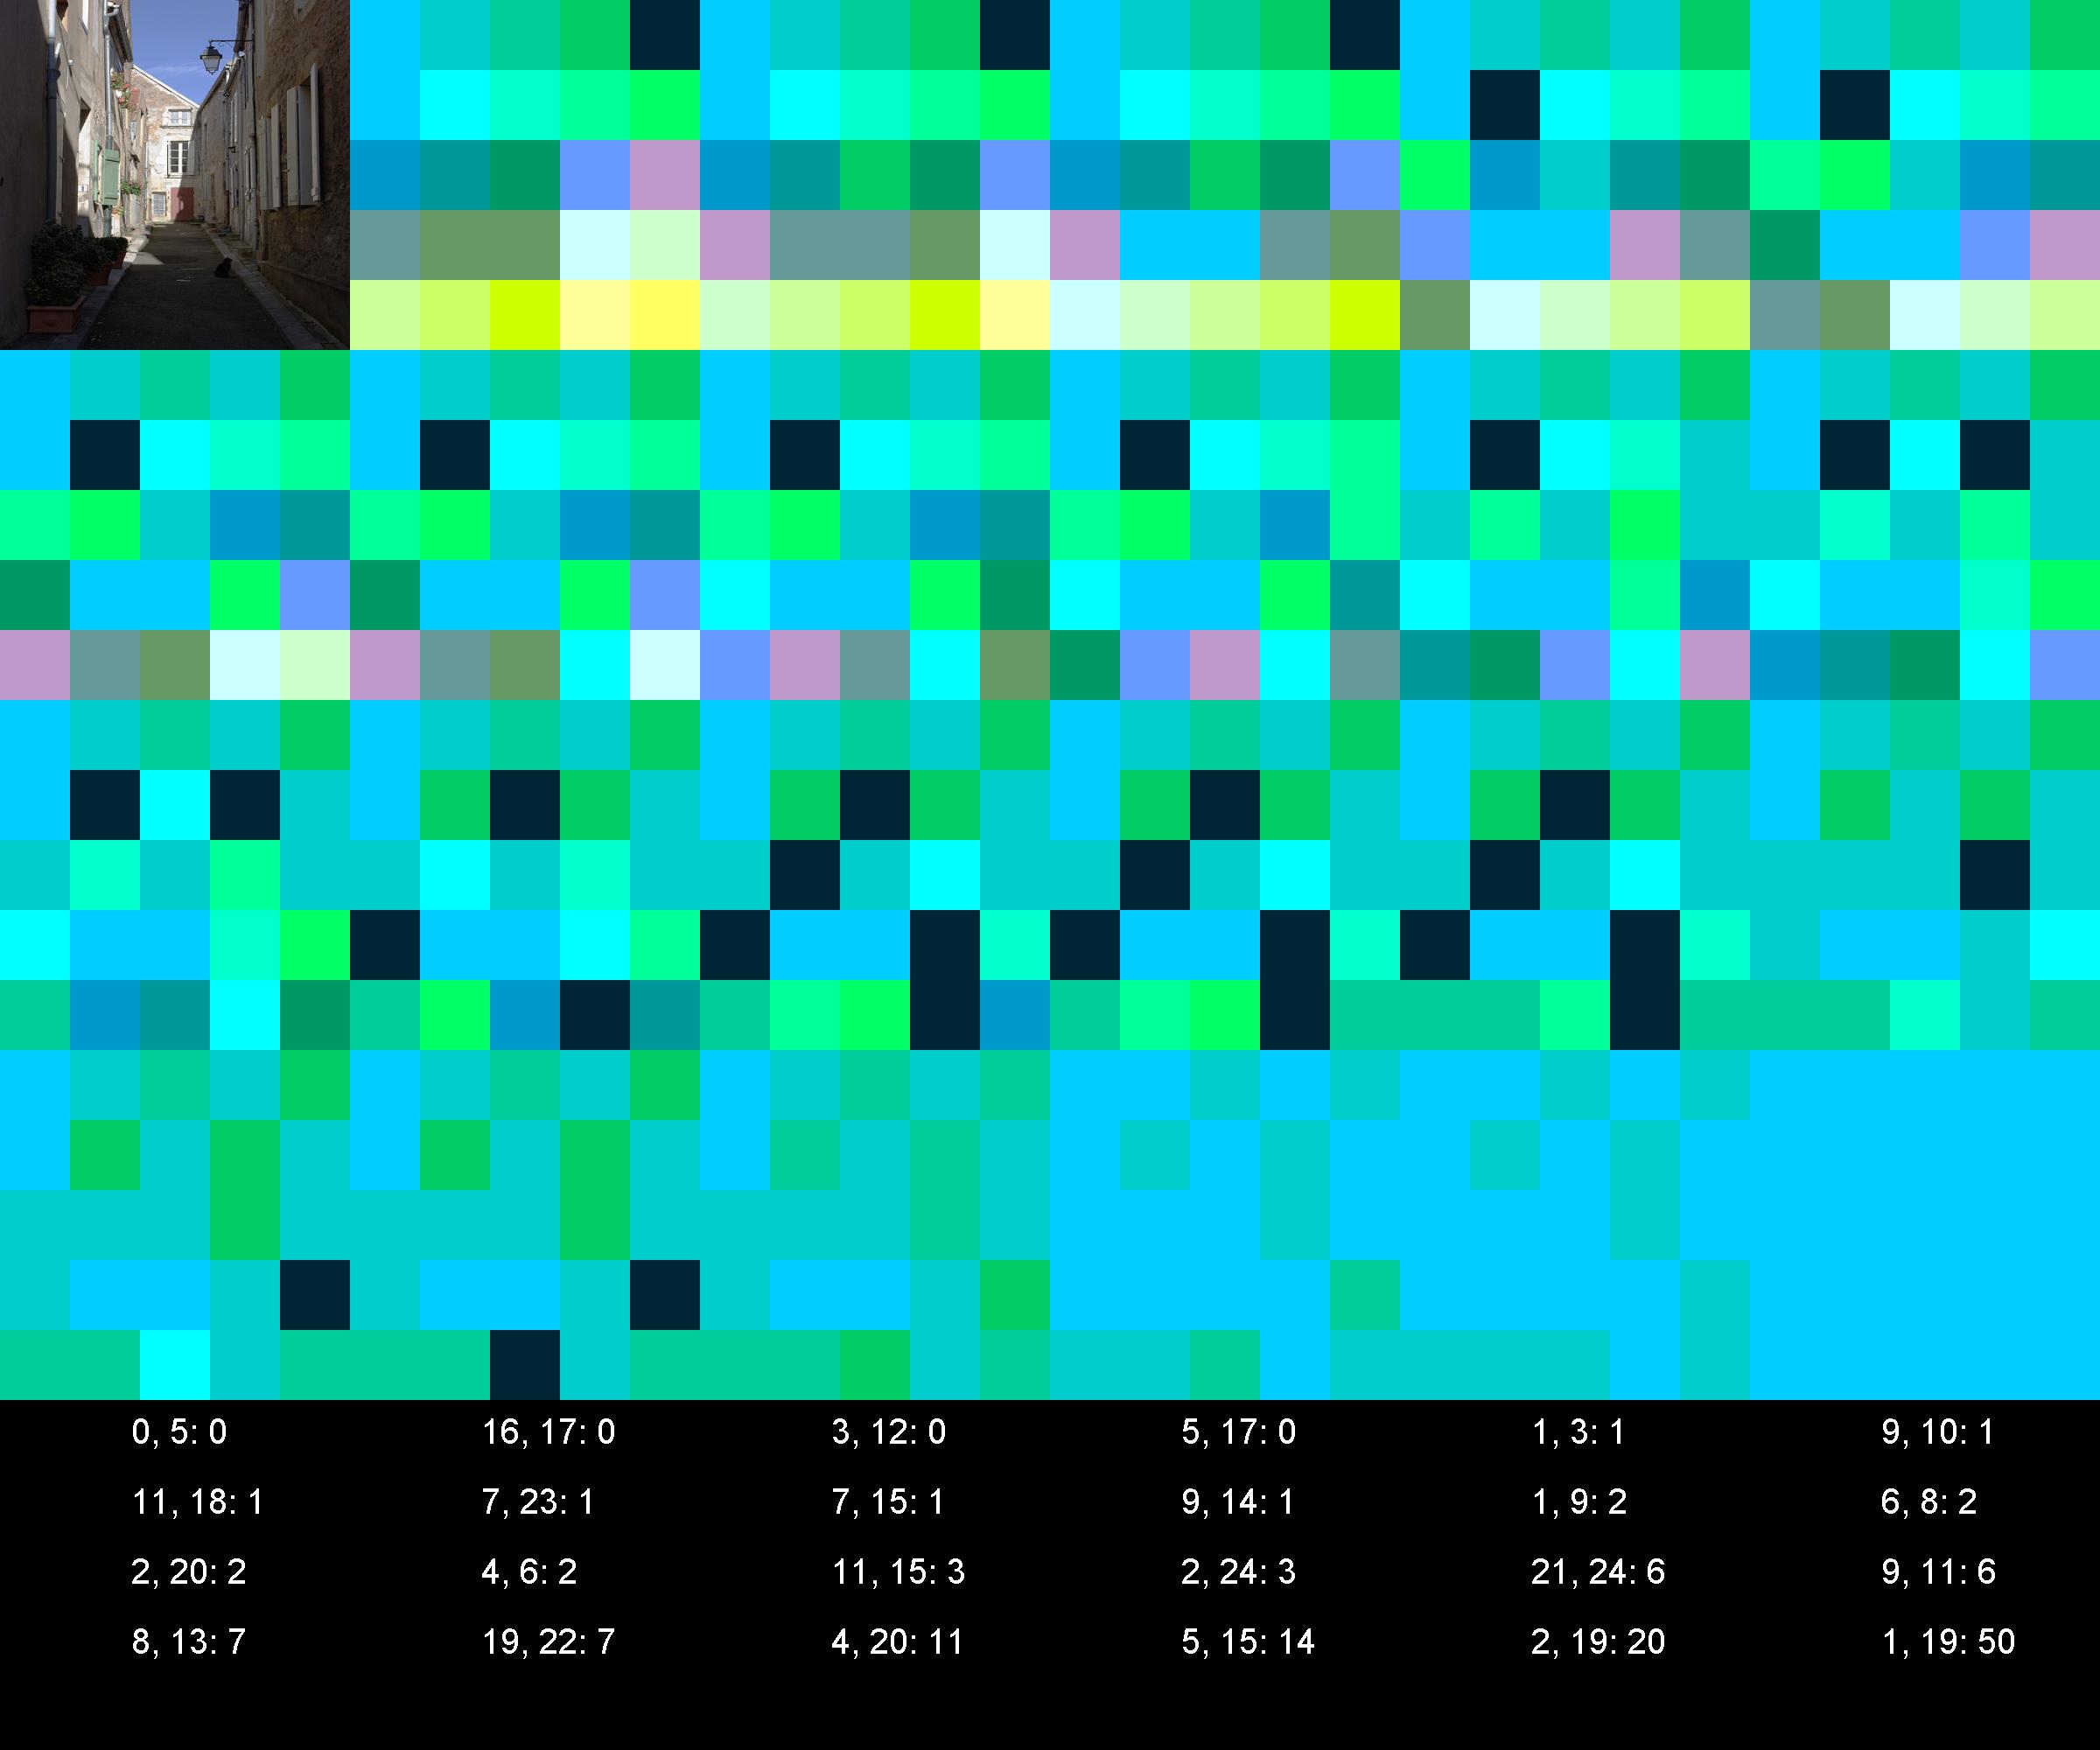 0, 5: 0 16, 17: 0 3, 12: 0 5, 17: 0 1, 3: 1 9, 10: 1
11, 18: 1 7, 23: 1 7, 15: 1 9, 14: 1 1, 9: 2 6, 8: 2
2, 20: 2 4, 6: 2 11, 15: 3 2, 24: 3 21, 24: 6 9, 11: 6
8, 13: 7 19, 22: 7 4, 20: 11 5, 15: 14 2, 19: 20 1, 19: 50